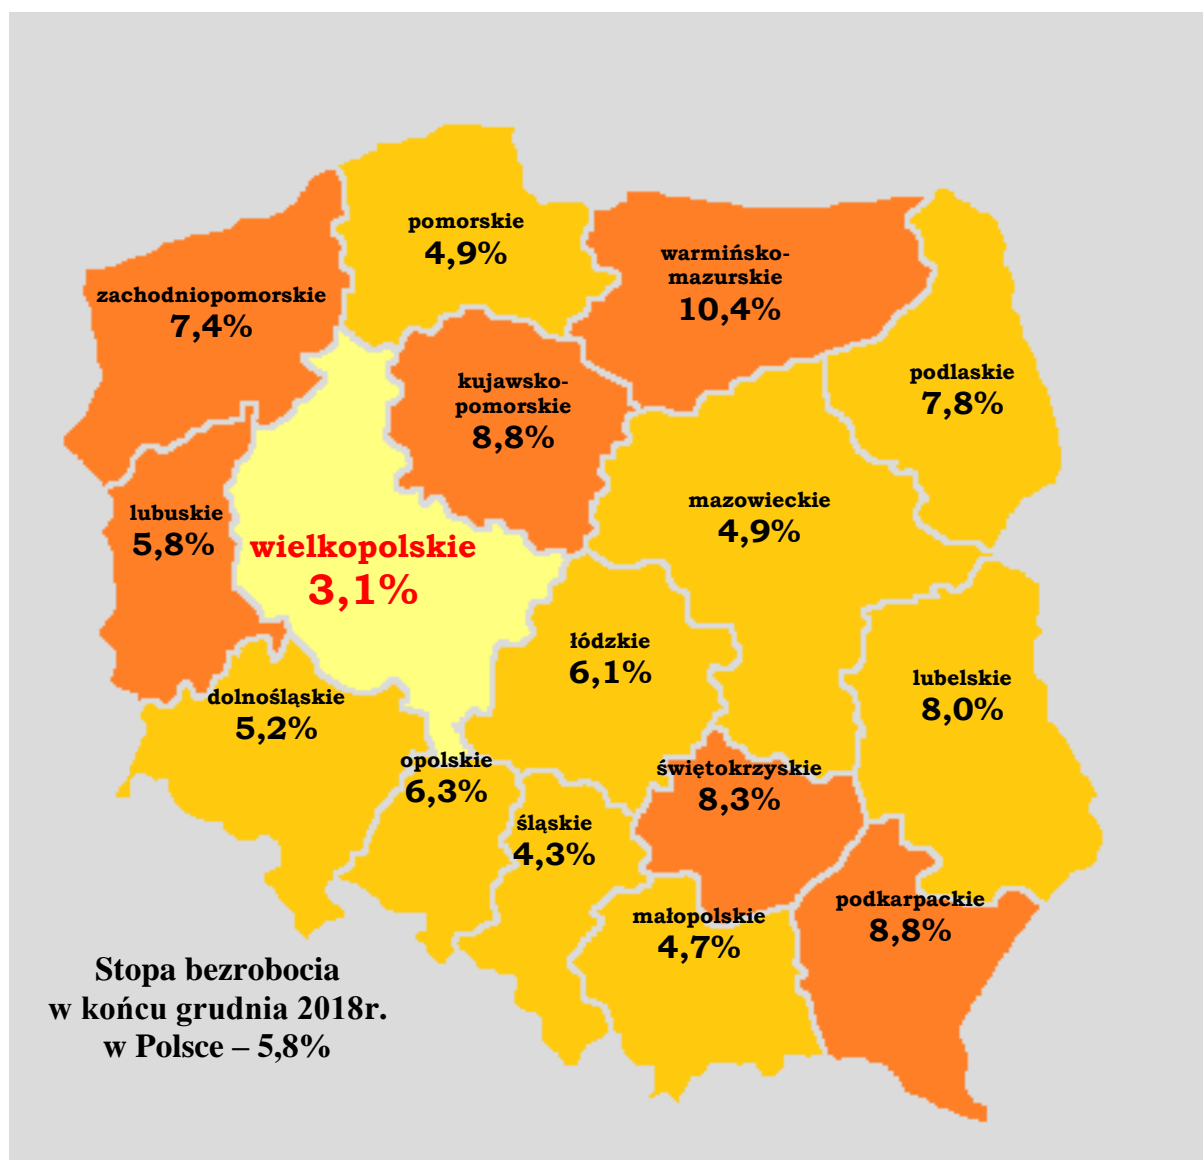 pomorskie
4,9%
warmińsko-
mazurskie
10,4%
zachodniopomorskie
7,4%
podlaskie
7,8%
kujawsko-
pomorskie
8,8%
mazowieckie
4,9%
lubuskie
5,8%
wielkopolskie
3,1%
łódzkie
6,1%
lubelskie
8,0%
dolnośląskie
5,2%
opolskie
6,3%
świętokrzyskie
8,3%
śląskie
4,3%
podkarpackie
8,8%
małopolskie
4,7%
Stopa bezrobocia
w końcu grudnia 2018r.
w Polsce – 5,8%